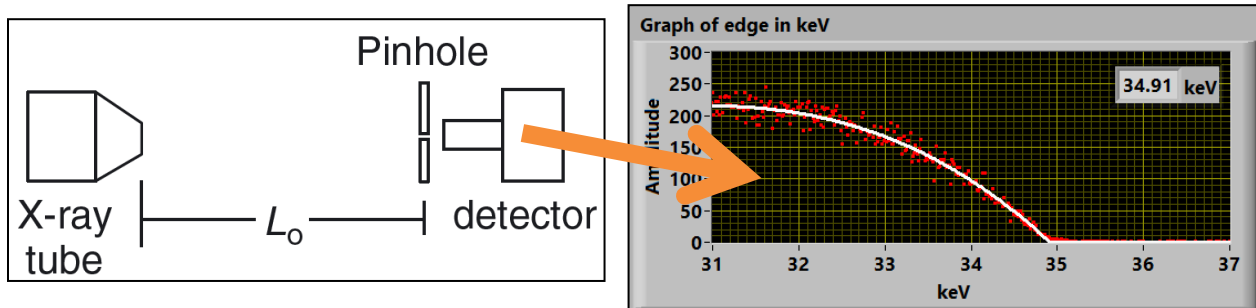 Pinhole
X-ray
tube
Lo
detector
Graph of edge in keV
300
250
200
150
100
50
0
Amplitude
34.91 keV
31 32 33 34 35 36 37
keV